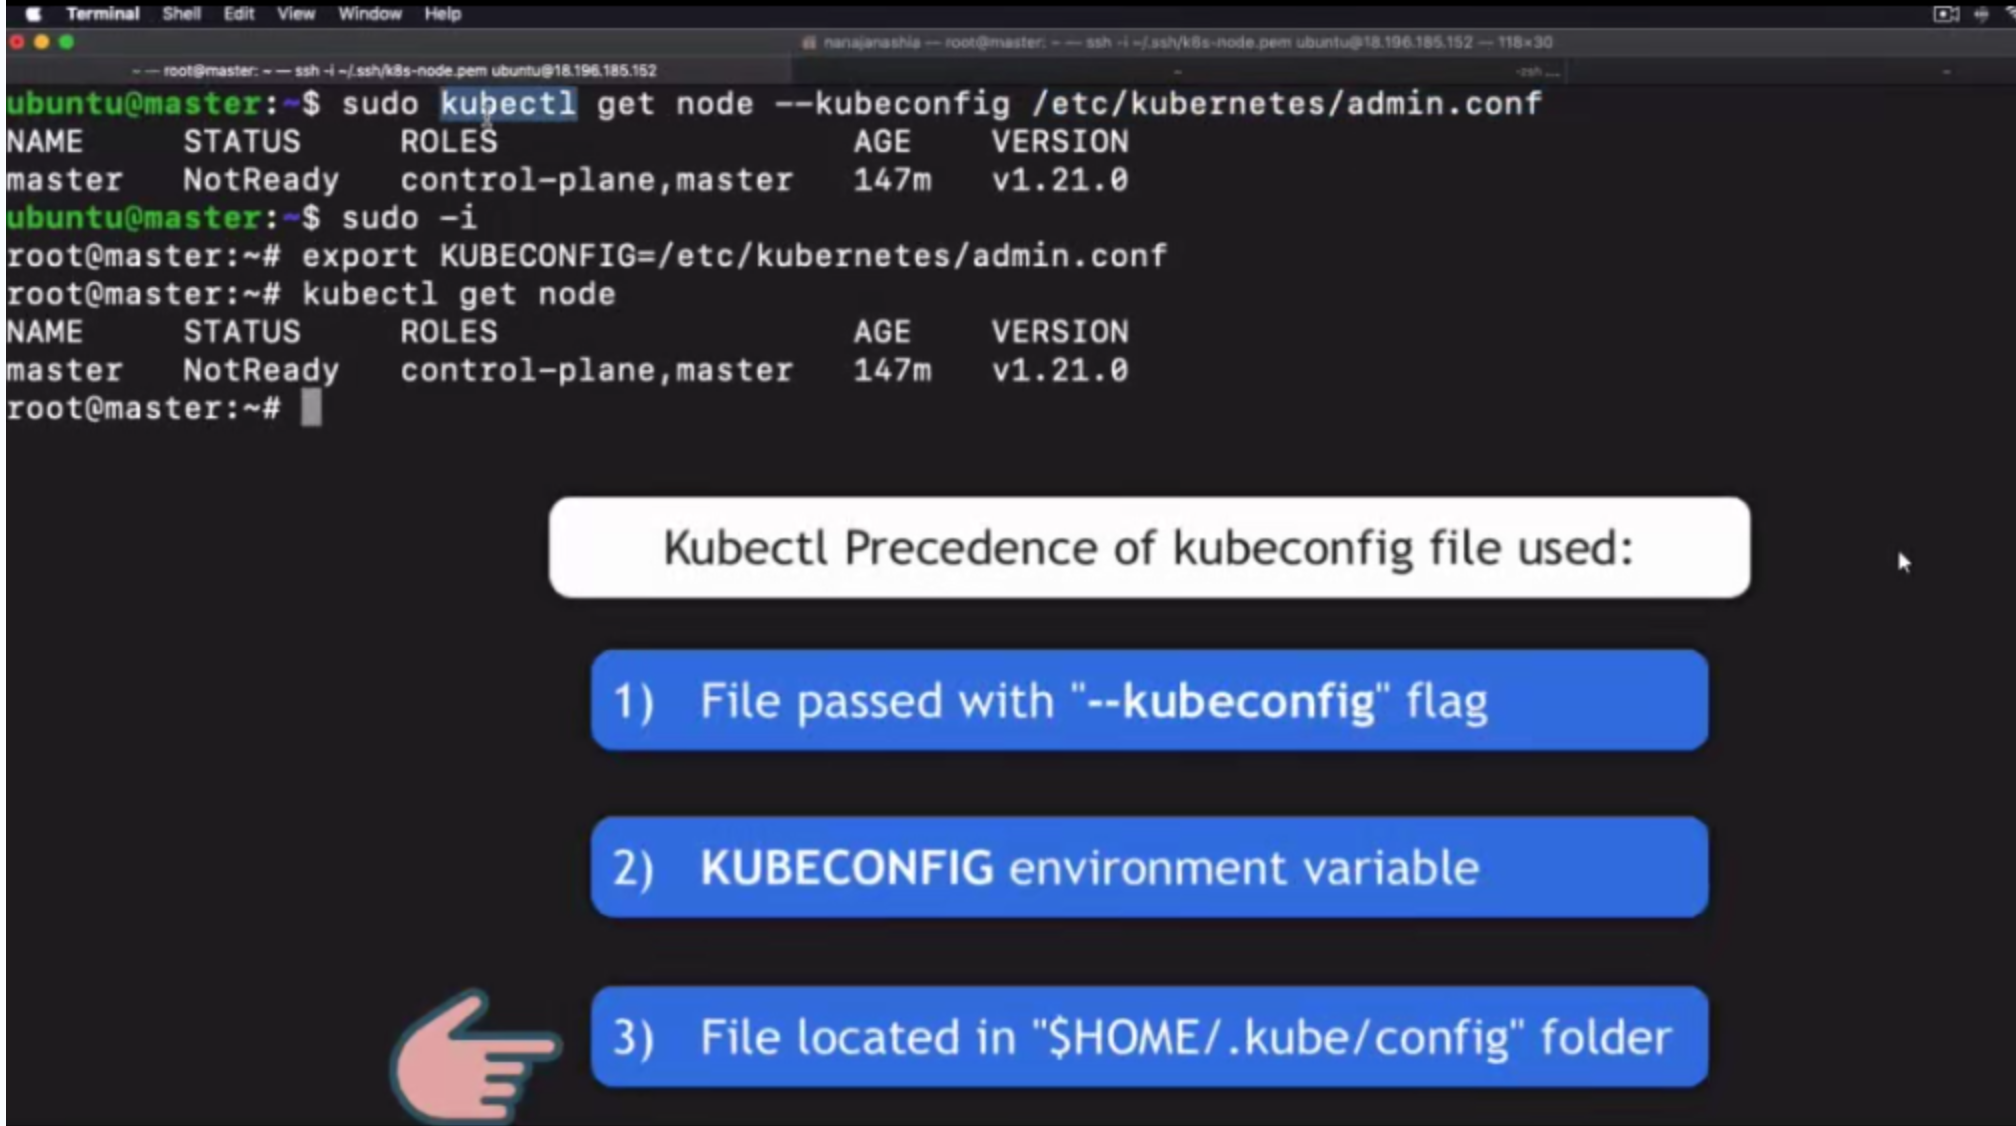 Terminal Shell Edit View Window Help
nanajanashia — root@master: ~ — ssh -i ~/.ssh/k8s-node.pem ubuntu@18.196.185.152 — 118×30
~ — root@master: ~ — ssh -i ~/.ssh/k8s-node.pem ubuntu@18.196.185.152
~
-zsh ...
~
ubuntu@master:~$ sudo kubectl get node --kubeconfig /etc/kubernetes/admin.conf
NAME STATUS ROLES AGE VERSION
master NotReady control-plane,master 147m v1.21.0
ubuntu@master:~$ sudo -i
root@master:~# export KUBECONFIG=/etc/kubernetes/admin.conf
root@master:~# kubectl get node
NAME STATUS ROLES AGE VERSION
master NotReady control-plane,master 147m v1.21.0
root@master:~#
Kubectl Precedence of kubeconfig file used:
1) File passed with "--kubeconfig" flag
2) KUBECONFIG environment variable
3) File located in "$HOME/.kube/config" folder